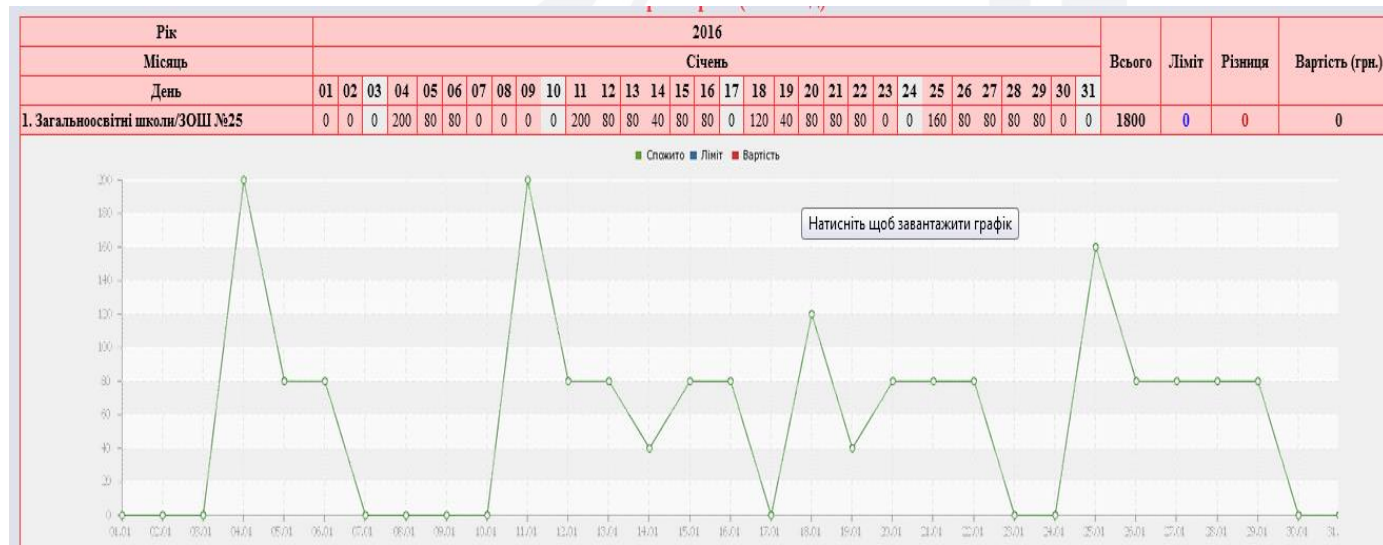 Рік 2016 Всього Ліміт Різниця Вартість (грн.)
Місяць Січень
День 01 02 03 04 05 06 07 08 09 10 11 12 13 14 15 16 17 18 19 20 21 22 23 24 25 26 27 28 29 30 31
1. Загальноосвітні школи/ЗОШ №25 0 0 0 200 80 80 0 0 0 0 200 80 80 40 80 80 0 120 40 80 80 80 0 0 160 80 80 80 80 0 0 1800 0 0 0
Спожито Ліміт Вартість
200
180
Натисніть щоб завантажити графік
160
140
120
100
80
60
40
20
0
01.01 02.01 03.01 04.01 05.01 06.01 07.01 08.01 09.01 10.01 11.01 12.01 13.01 14.01 15.01 16.01 17.01 18.01 19.01 20.01 21.01 22.01 23.01 24.01 25.01 26.01 27.01 28.01 29.01 30.01 31.